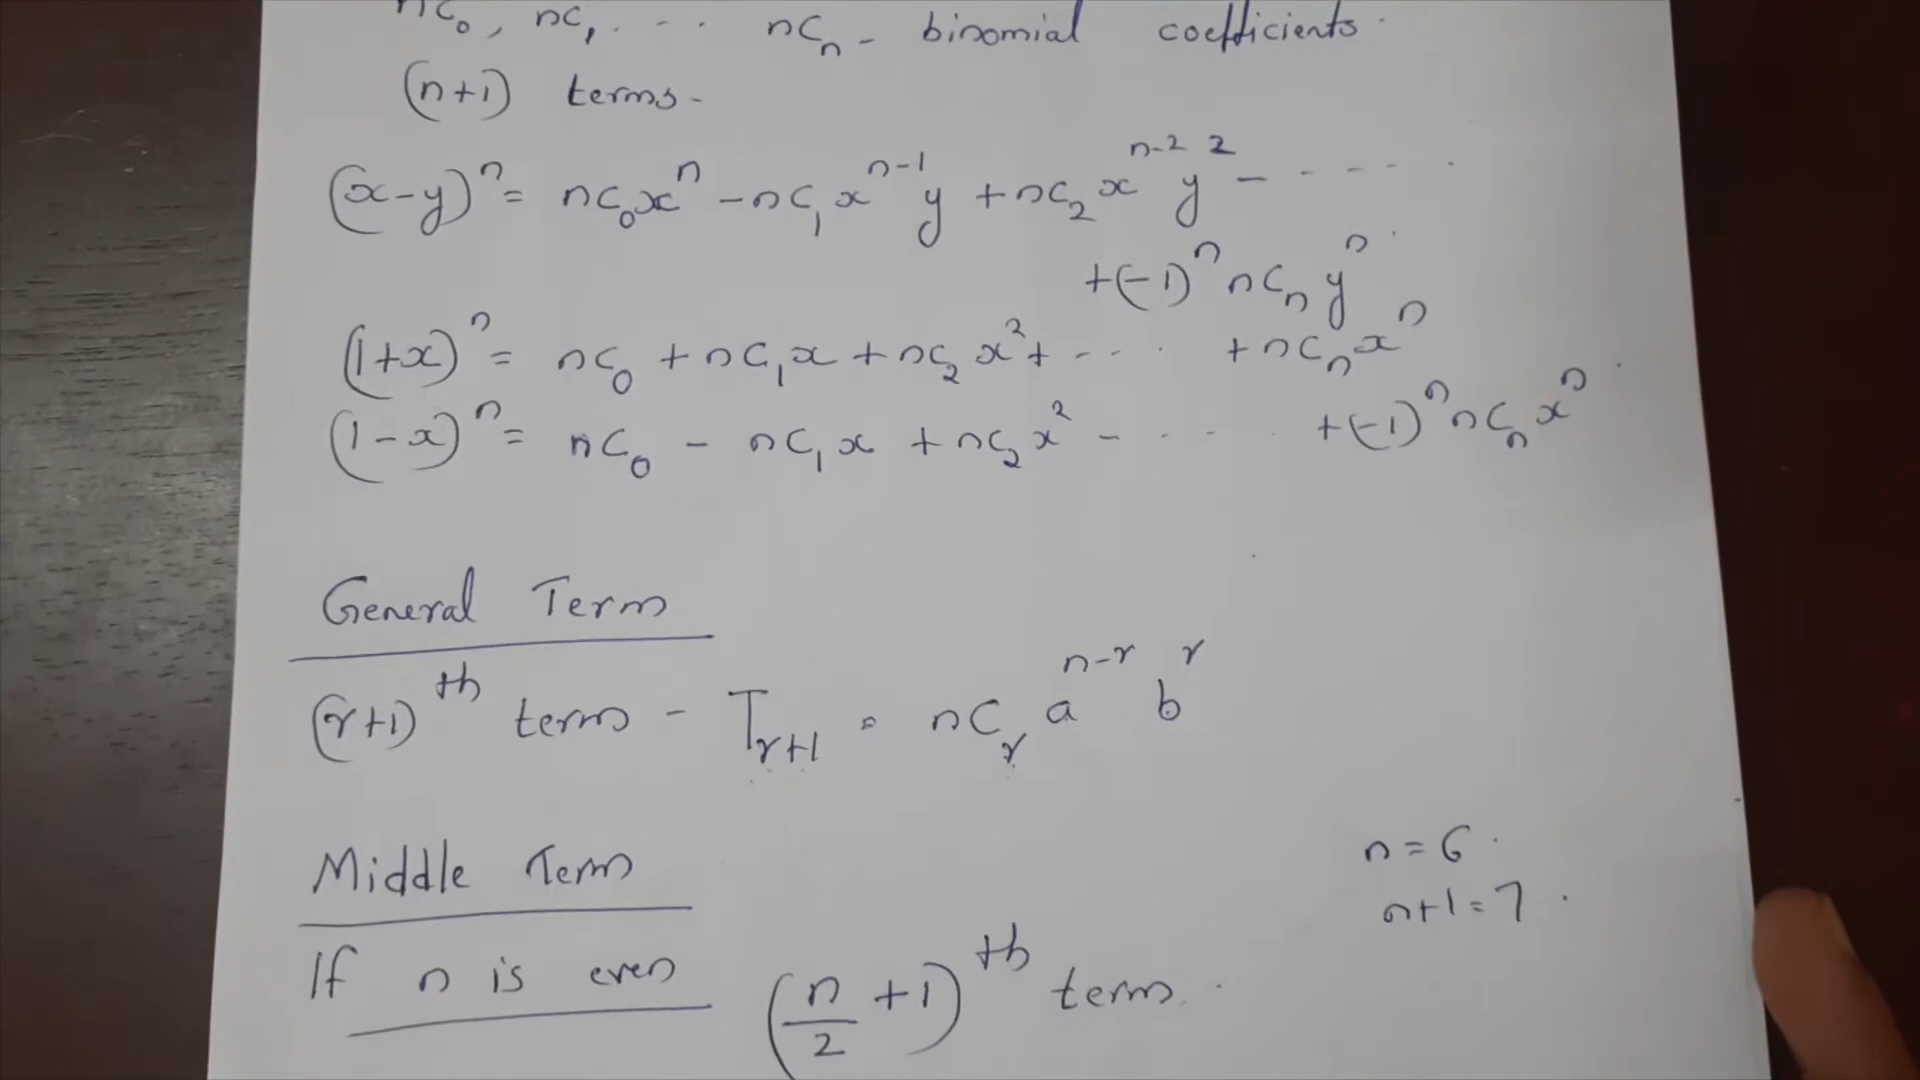 nC₀, nC₁ . - . . nCₙ - binomial coefficients.
(n+1) terms -
(x-y)ⁿ = nC₀xⁿ - nC₁xⁿ⁻¹y + nC₂xⁿ⁻²y² - - - - - .
+(-1)ⁿ nCₙ yⁿ .
(1+x)ⁿ = nC₀ + nC₁x + nC₂x² + - - - . + nCₙxⁿ
(1-x)ⁿ = nC₀ - nC₁x + nC₂x² - - - - . +(-1)ⁿ nCₙxⁿ .
General Term
(r+1)ᵗʰ term - Tᵣ₊₁ = nCᵣ aⁿ⁻ʳ bʳ
Middle Term
n = 6 .
n+1 = 7 .
If n is even (n/2 + 1)ᵗʰ term .